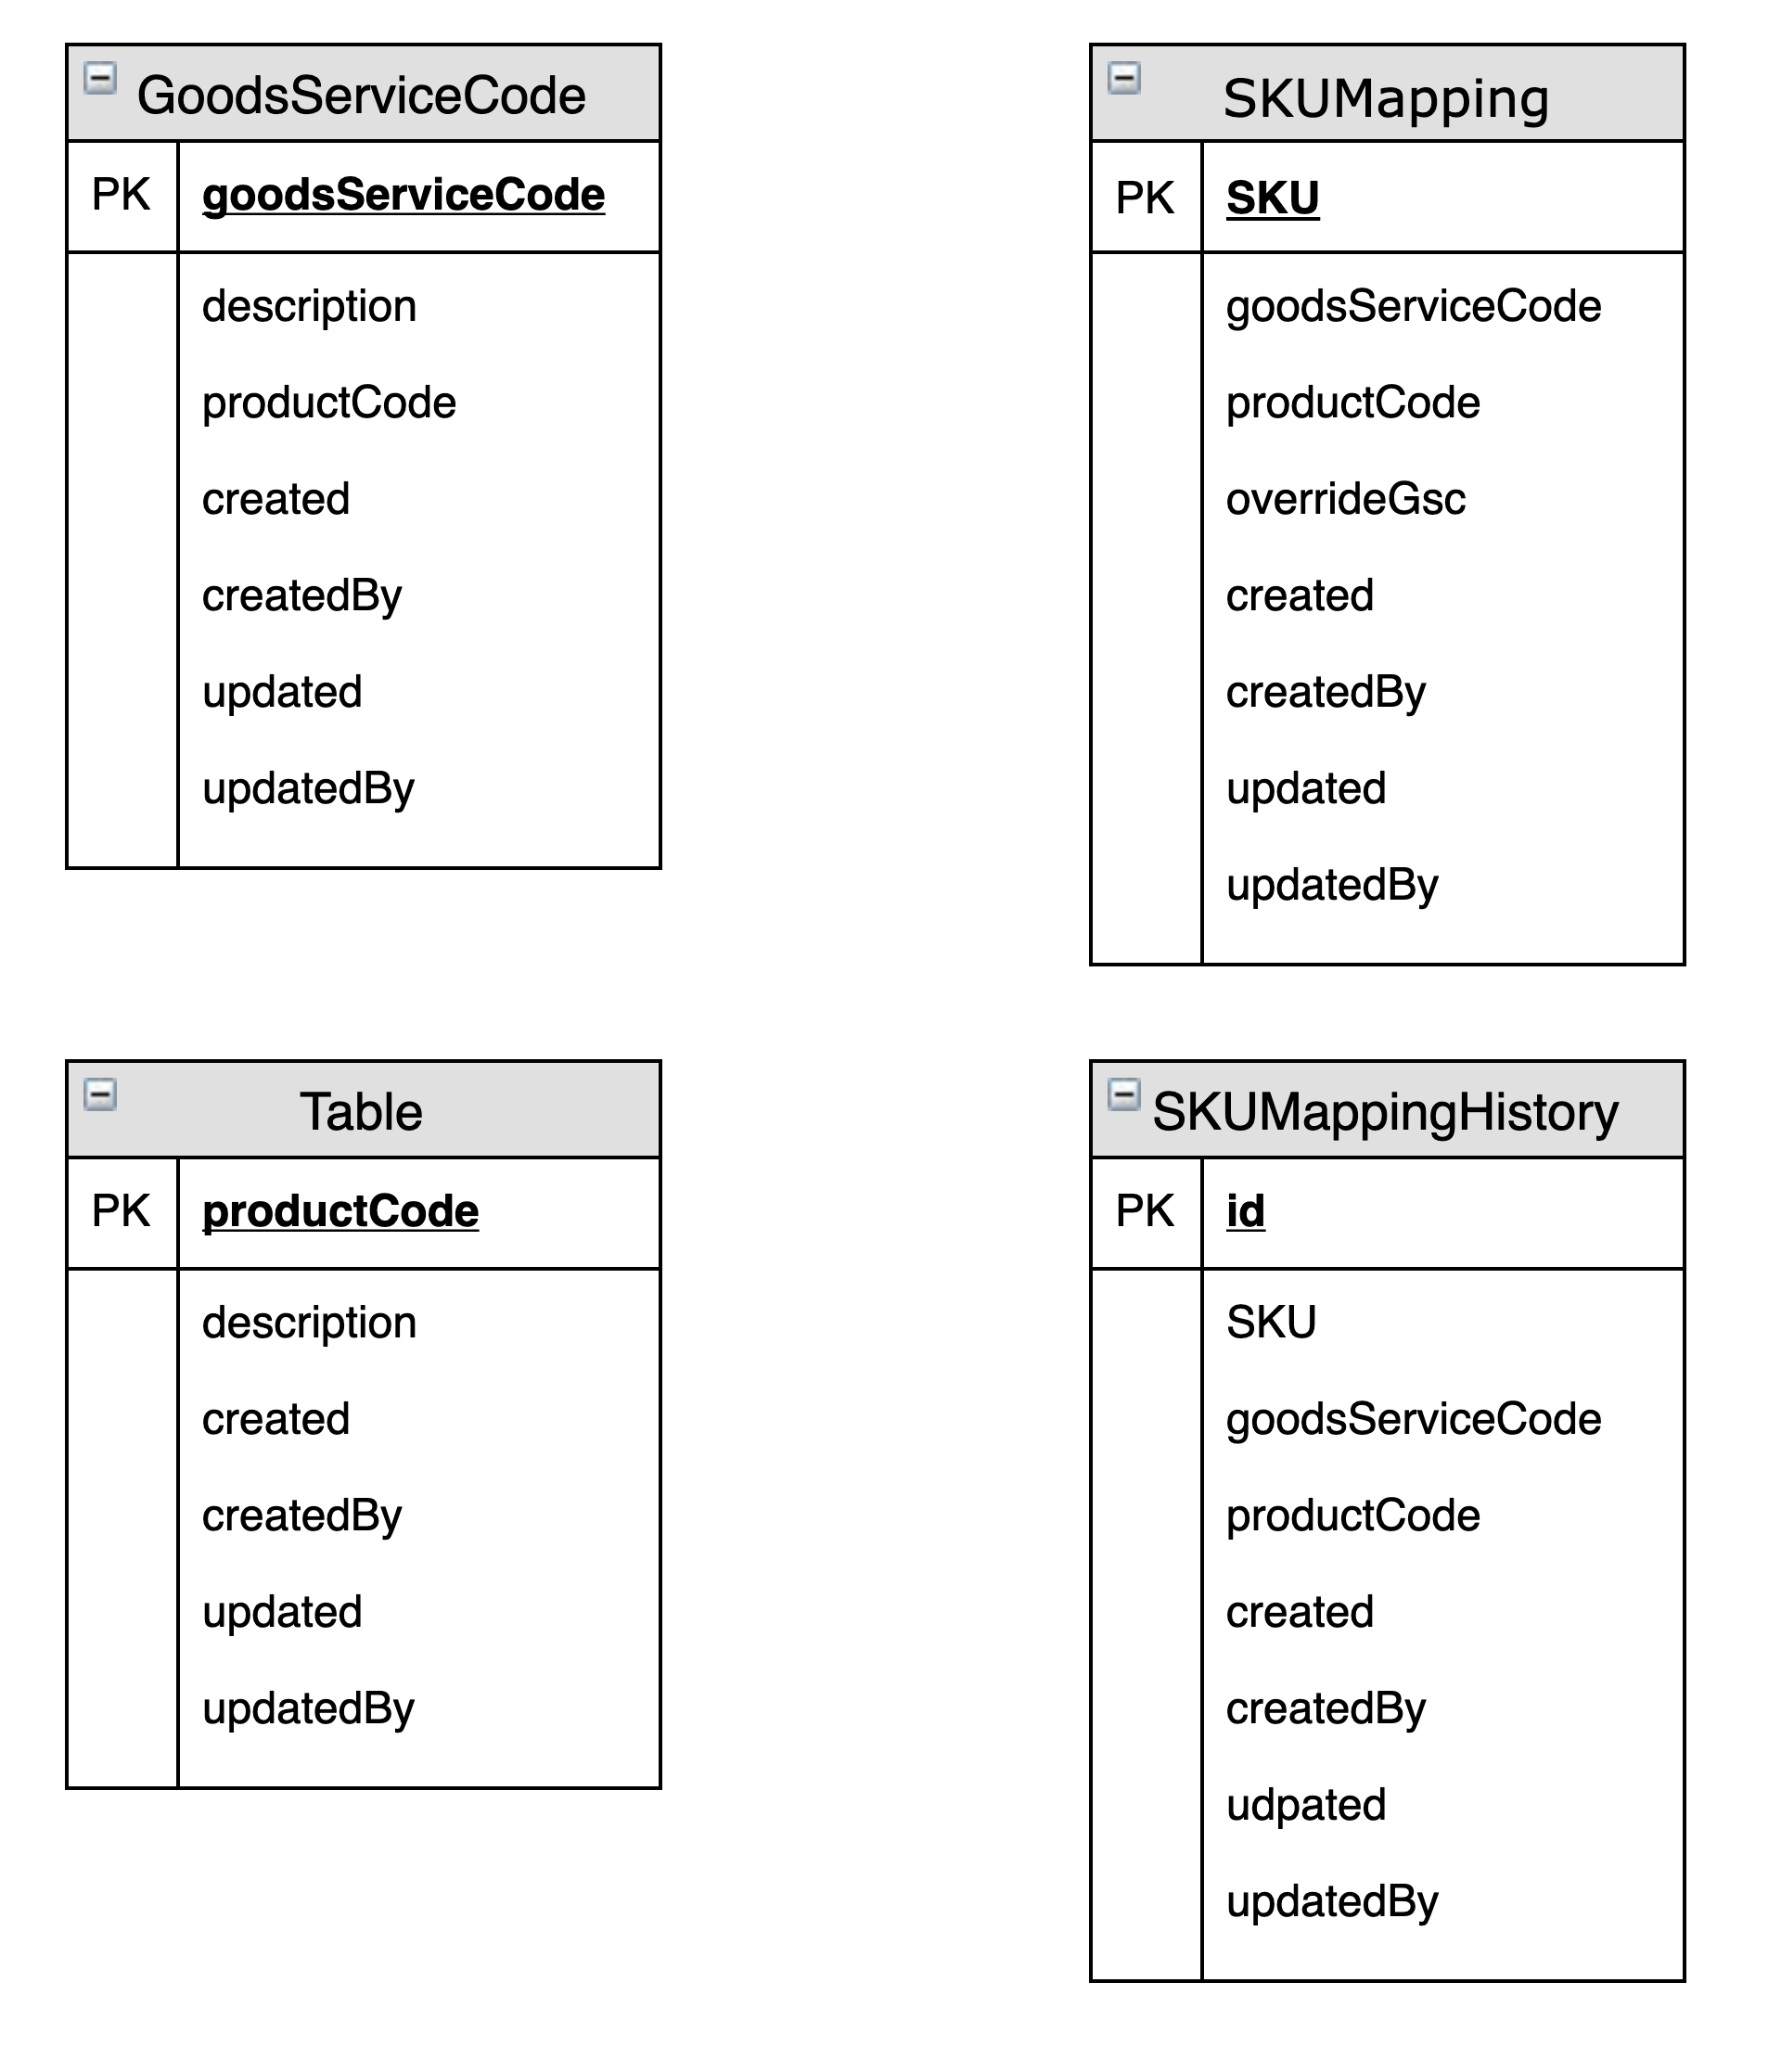 GoodsServiceCode
PK goodsServiceCode
description
productCode
created
createdBy
updated
updatedBy
SKUMapping
PK SKU
goodsServiceCode
productCode
overrideGsc
created
createdBy
updated
updatedBy
Table
PK productCode
description
created
createdBy
updated
updatedBy
SKUMappingHistory
PK id
SKU
goodsServiceCode
productCode
created
createdBy
udpated
updatedBy